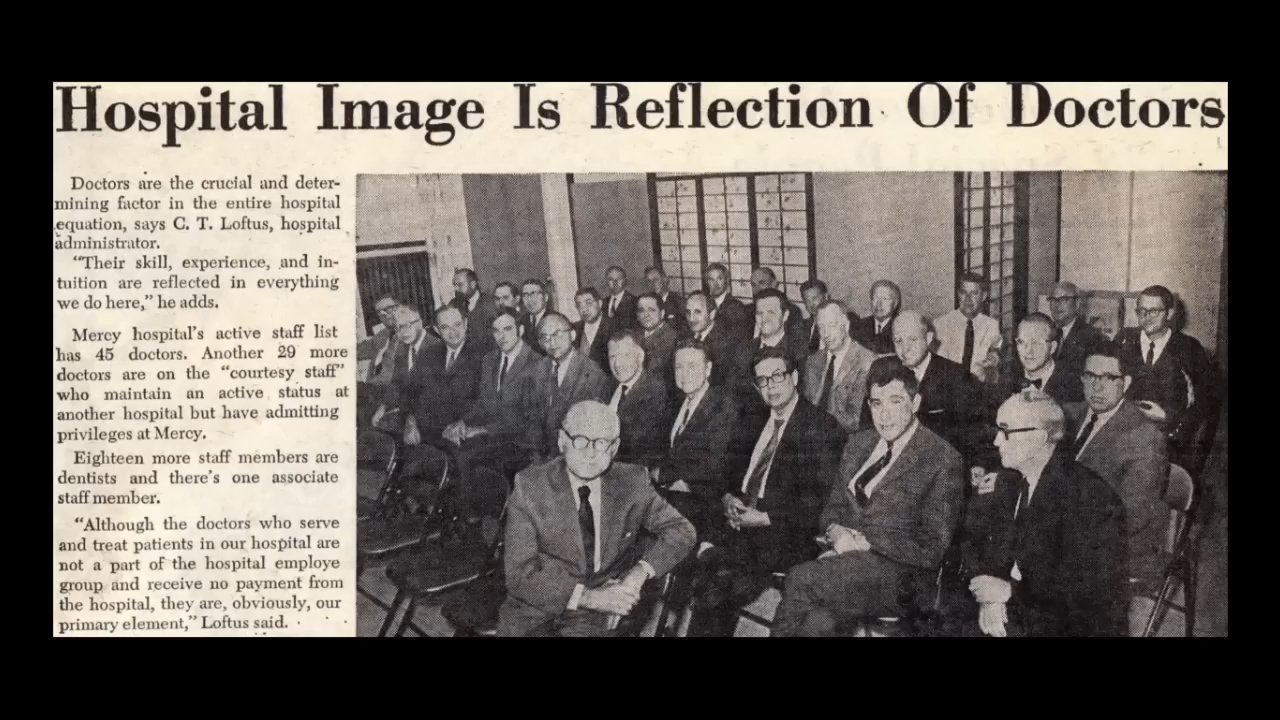 Hospital Image Is Reflection Of Doctors
Doctors are the crucial and deter-
mining factor in the entire hospital
equation, says C. T. Loftus, hospital
administrator.
“Their skill, experience, and in-
tuition are reflected in everything
we do here,” he adds.
Mercy hospital’s active staff list
has 45 doctors. Another 29 more
doctors are on the “courtesy staff”
who maintain an active status at
another hospital but have admitting
privileges at Mercy.
Eighteen more staff members are
dentists and there’s one associate
staff member.
“Although the doctors who serve
and treat patients in our hospital are
not a part of the hospital employe
group and receive no payment from
the hospital, they are, obviously, our
primary element,” Loftus said.